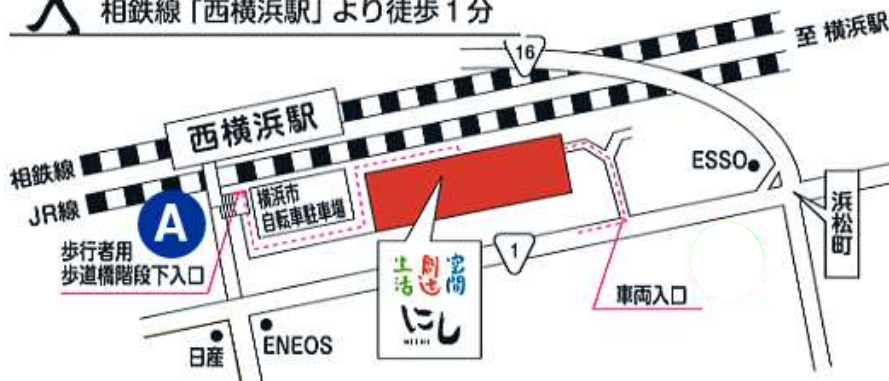 相鉄線「西横浜駅」より徒歩1分
16
至 横浜駅
西横浜駅
相鉄線
JR線
A
横浜市
自転車駐車場
ESSO
浜松町
歩行者用
歩道橋階段下入口
1
生活 創造 空間
にし
NISHI
車両入口
日産
ENEOS